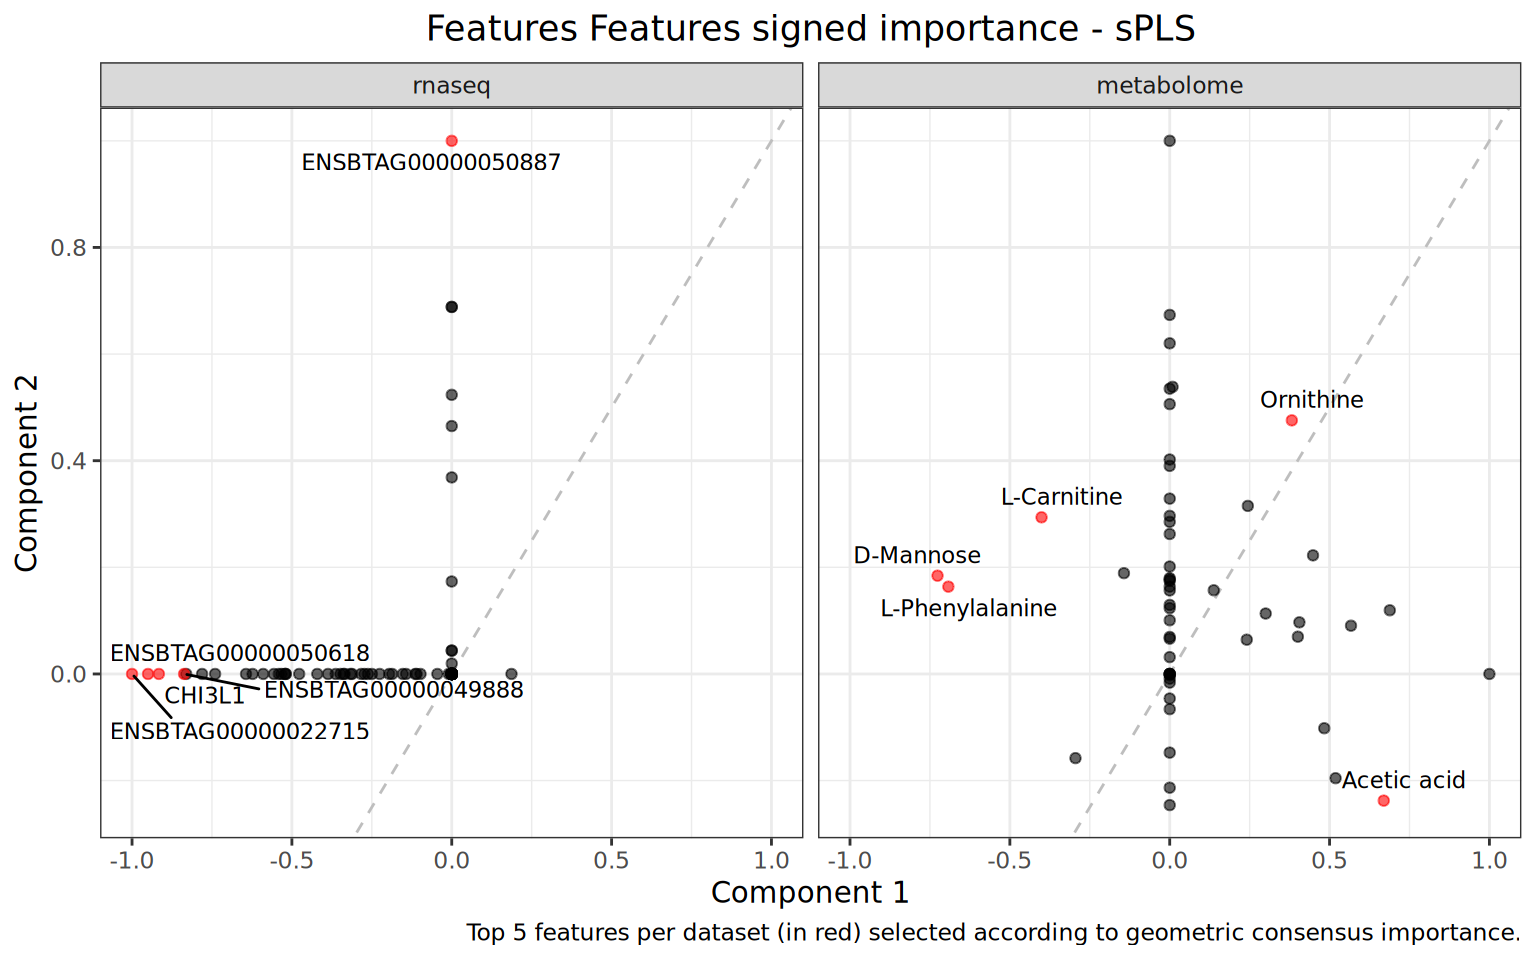 Features Features signed importance - sPLS
rnaseq
metabolome
Component 2
0.8
0.4
0.0
ENSBTAG00000050887
ENSBTAG00000050618
CHI3L1
ENSBTAG00000049888
ENSBTAG00000022715
Ornithine
L-Carnitine
D-Mannose
L-Phenylalanine
Acetic acid
-1.0 -0.5 0.0 0.5 1.0
-1.0 -0.5 0.0 0.5 1.0
Component 1
Top 5 features per dataset (in red) selected according to geometric consensus importance.